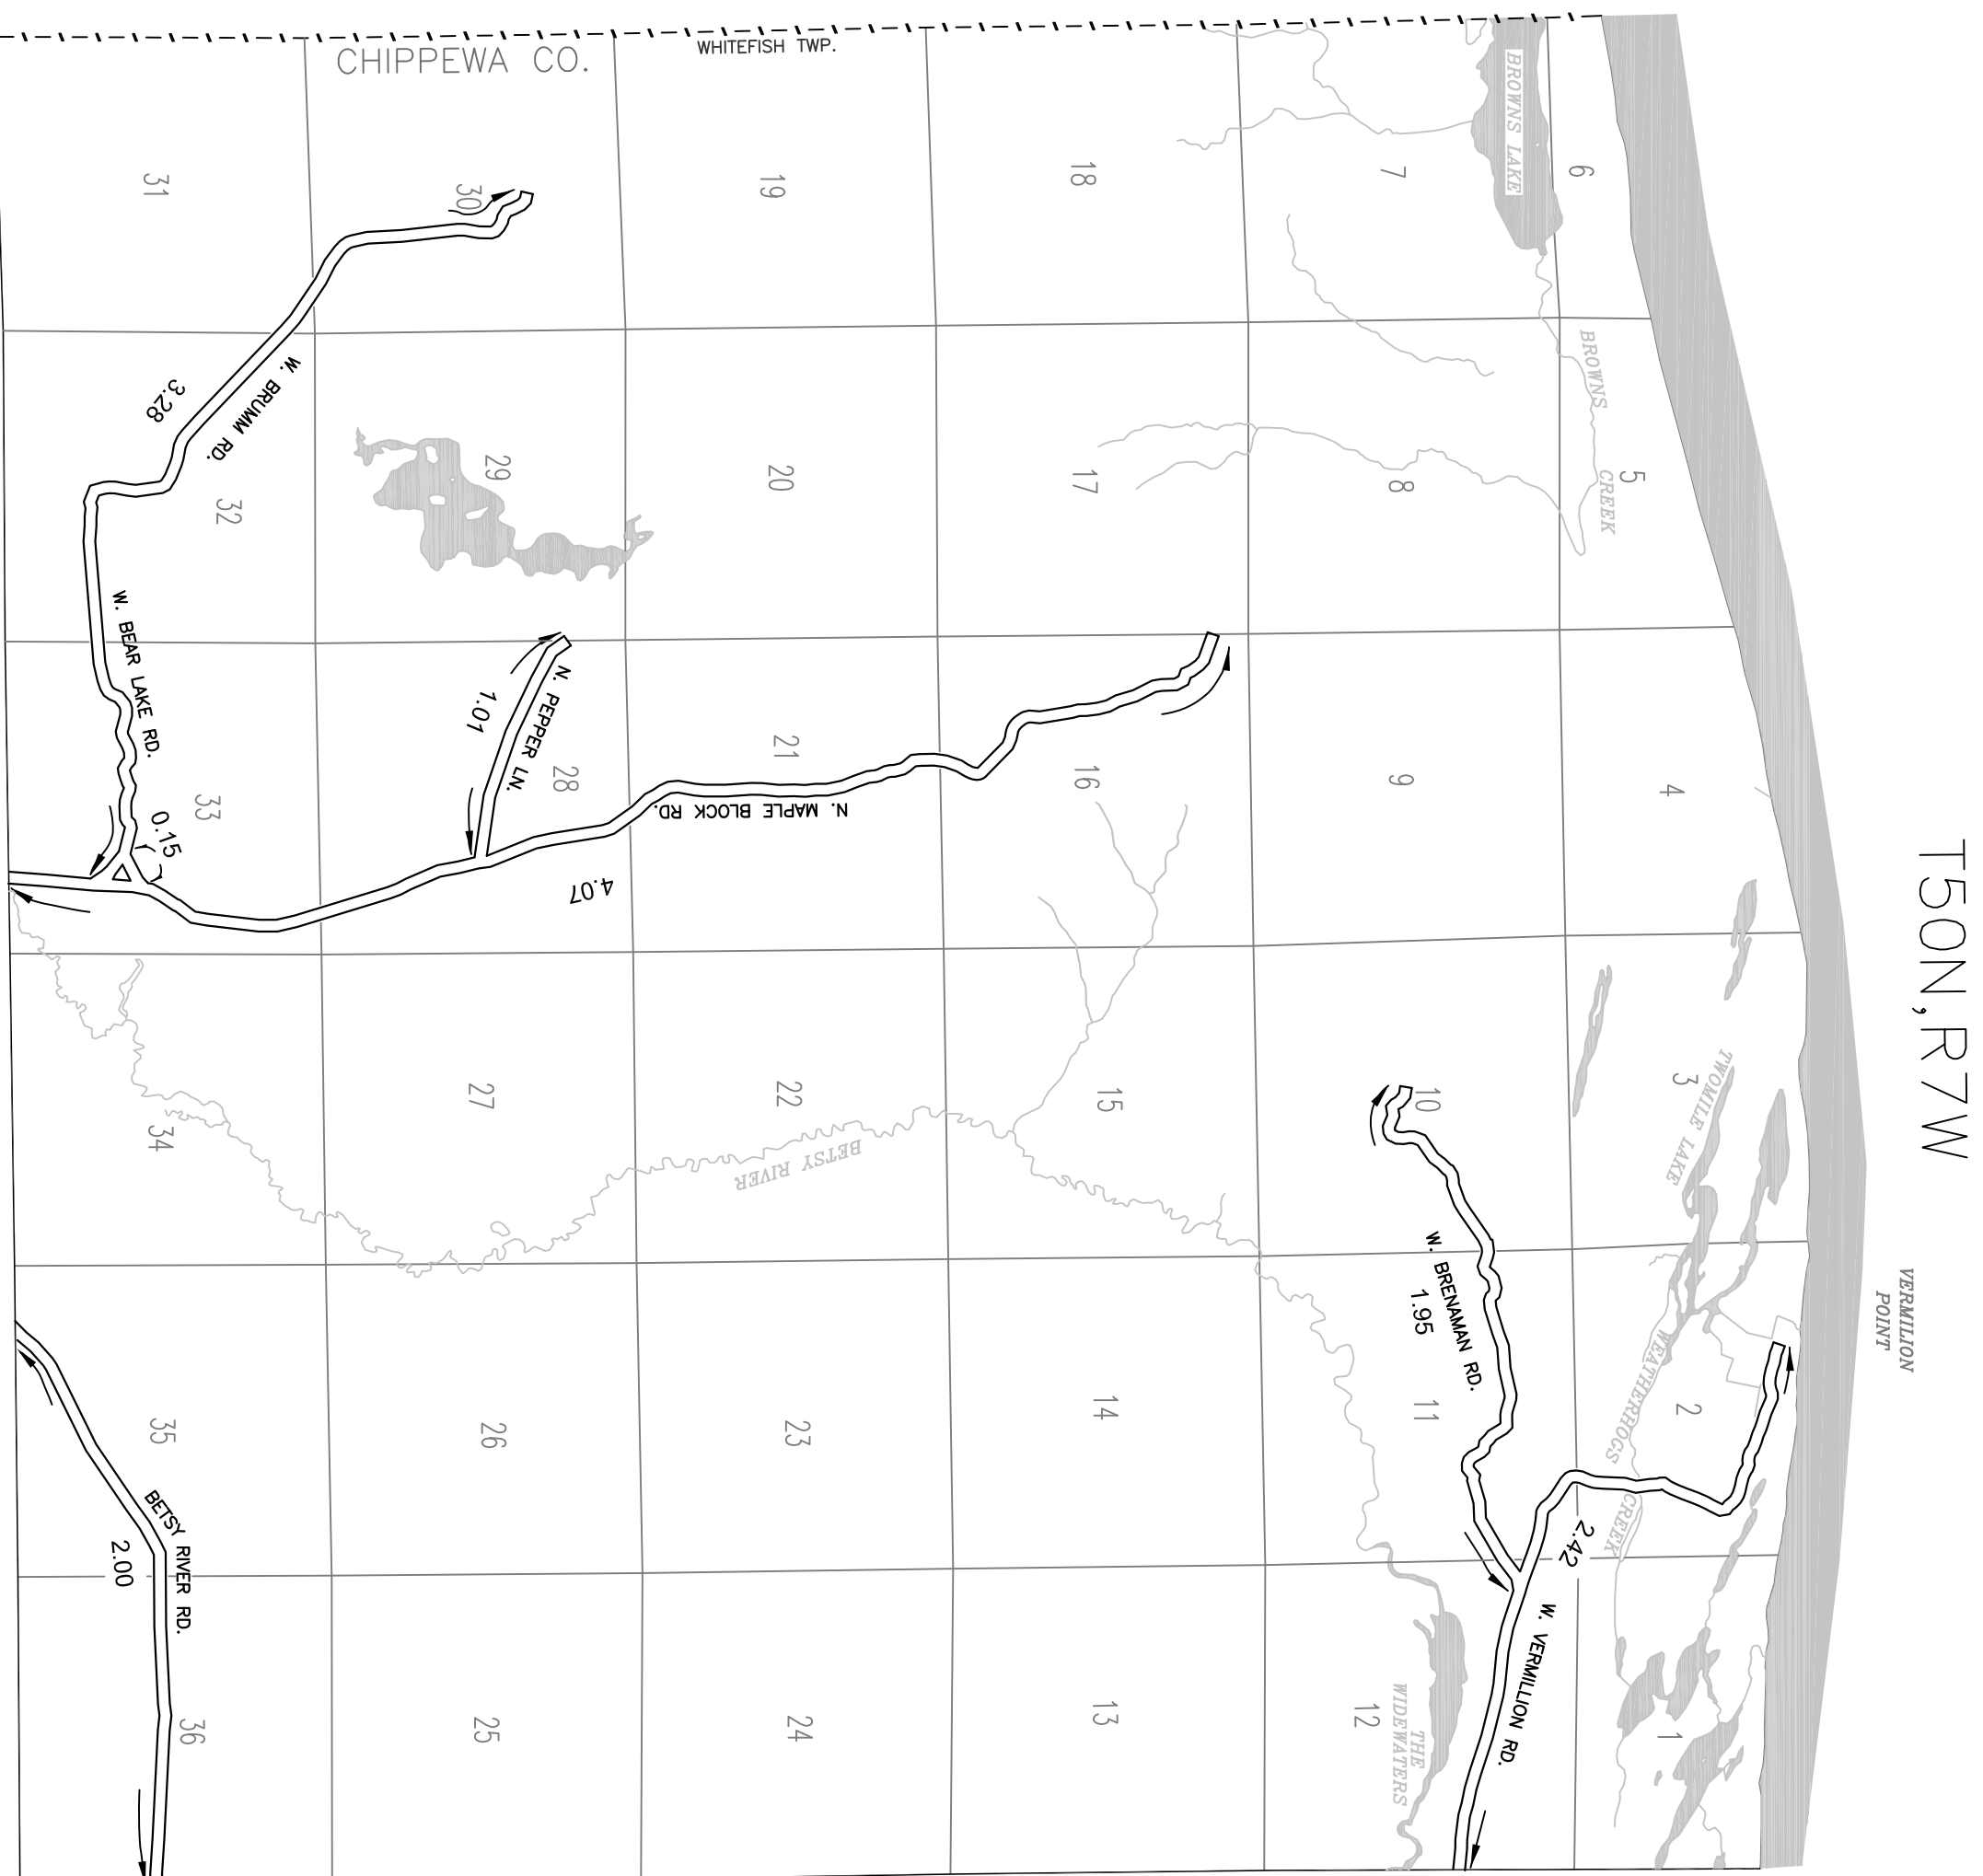 T50N,R7W
VERMILION
POINT
CHIPPEWA CO.
WHITEFISH TWP.
BROWNS LAKE
BROWNS
CREEK
TWOMILE LAKE
WEATHERHOGS
CREEK
THE
WIDEWATERS
BETSY RIVER
W. BRUMM RD.
3.28
W. BEAR LAKE RD.
0.15
N. PEPPER LN.
1.01
N. MAPLE BLOCK RD.
4.07
W. BRENAMAN RD.
1.95
2.42
W. VERMILLION RD.
BETSY RIVER RD.
2.00
6
5
4
3
2
1
7
8
9
10
11
12
18
17
16
15
14
13
19
20
21
22
23
24
30
29
28
27
26
25
31
32
33
34
35
36